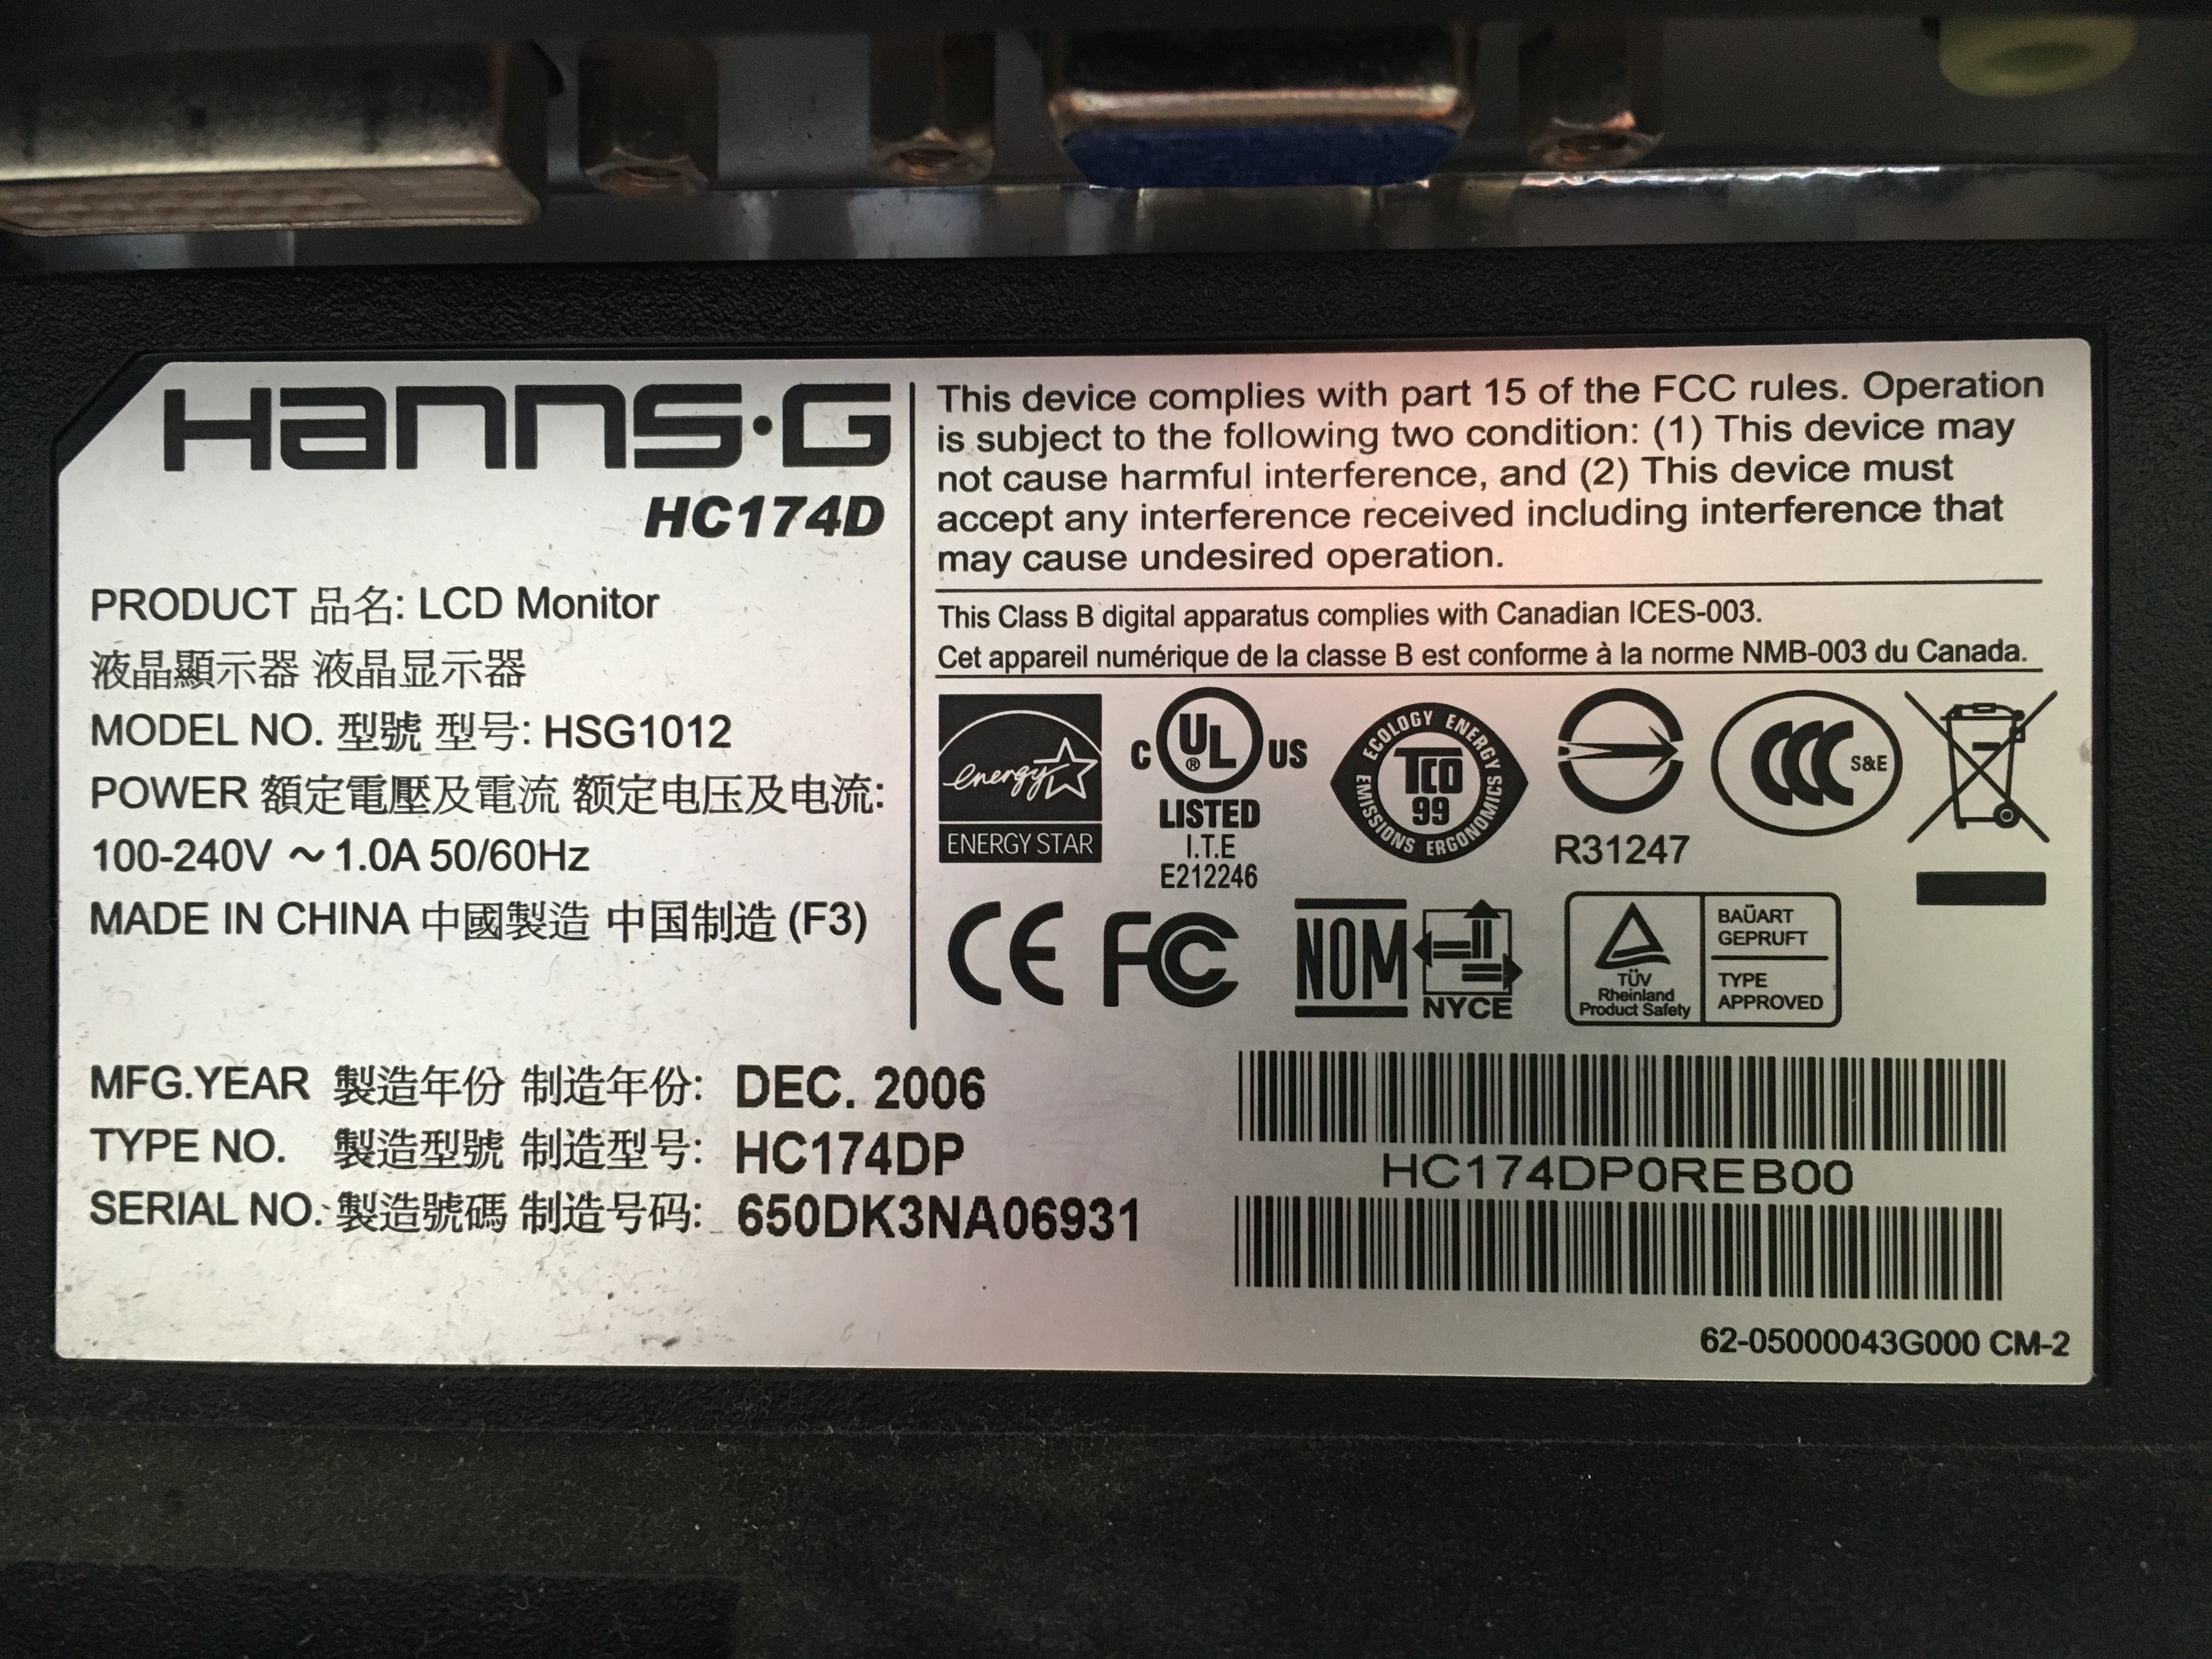 Hanns·G
HC174D
PRODUCT 品名: LCD Monitor
液晶顯示器 液晶显示器
MODEL NO. 型號 型号: HSG1012
POWER 額定電壓及電流 额定电压及电流:
100-240V ～1.0A 50/60Hz
MADE IN CHINA 中國製造 中国制造 (F3)
This device complies with part 15 of the FCC rules. Operation
is subject to the following two condition: (1) This device may
not cause harmful interference, and (2) This device must
accept any interference received including interference that
may cause undesired operation.
This Class B digital apparatus complies with Canadian ICES-003.
Cet appareil numérique de la classe B est conforme à la norme NMB-003 du Canada.
energy
ENERGY STAR
C UL ® US
LISTED
I.T.E
E212246
ECOLOGY ENERGY
TCO
99
EMISSIONS ERGONOMICS
R31247
CCC S&E
CE FC
NOM
NYCE
TÜV
Rheinland
Product Safety
BAÜART
GEPRUFT
TYPE
APPROVED
MFG.YEAR 製造年份 制造年份: DEC. 2006
TYPE NO. 製造型號 制造型号: HC174DP
SERIAL NO. 製造號碼 制造号码: 650DK3NA06931
HC174DP0REB00
62-05000043G000 CM-2